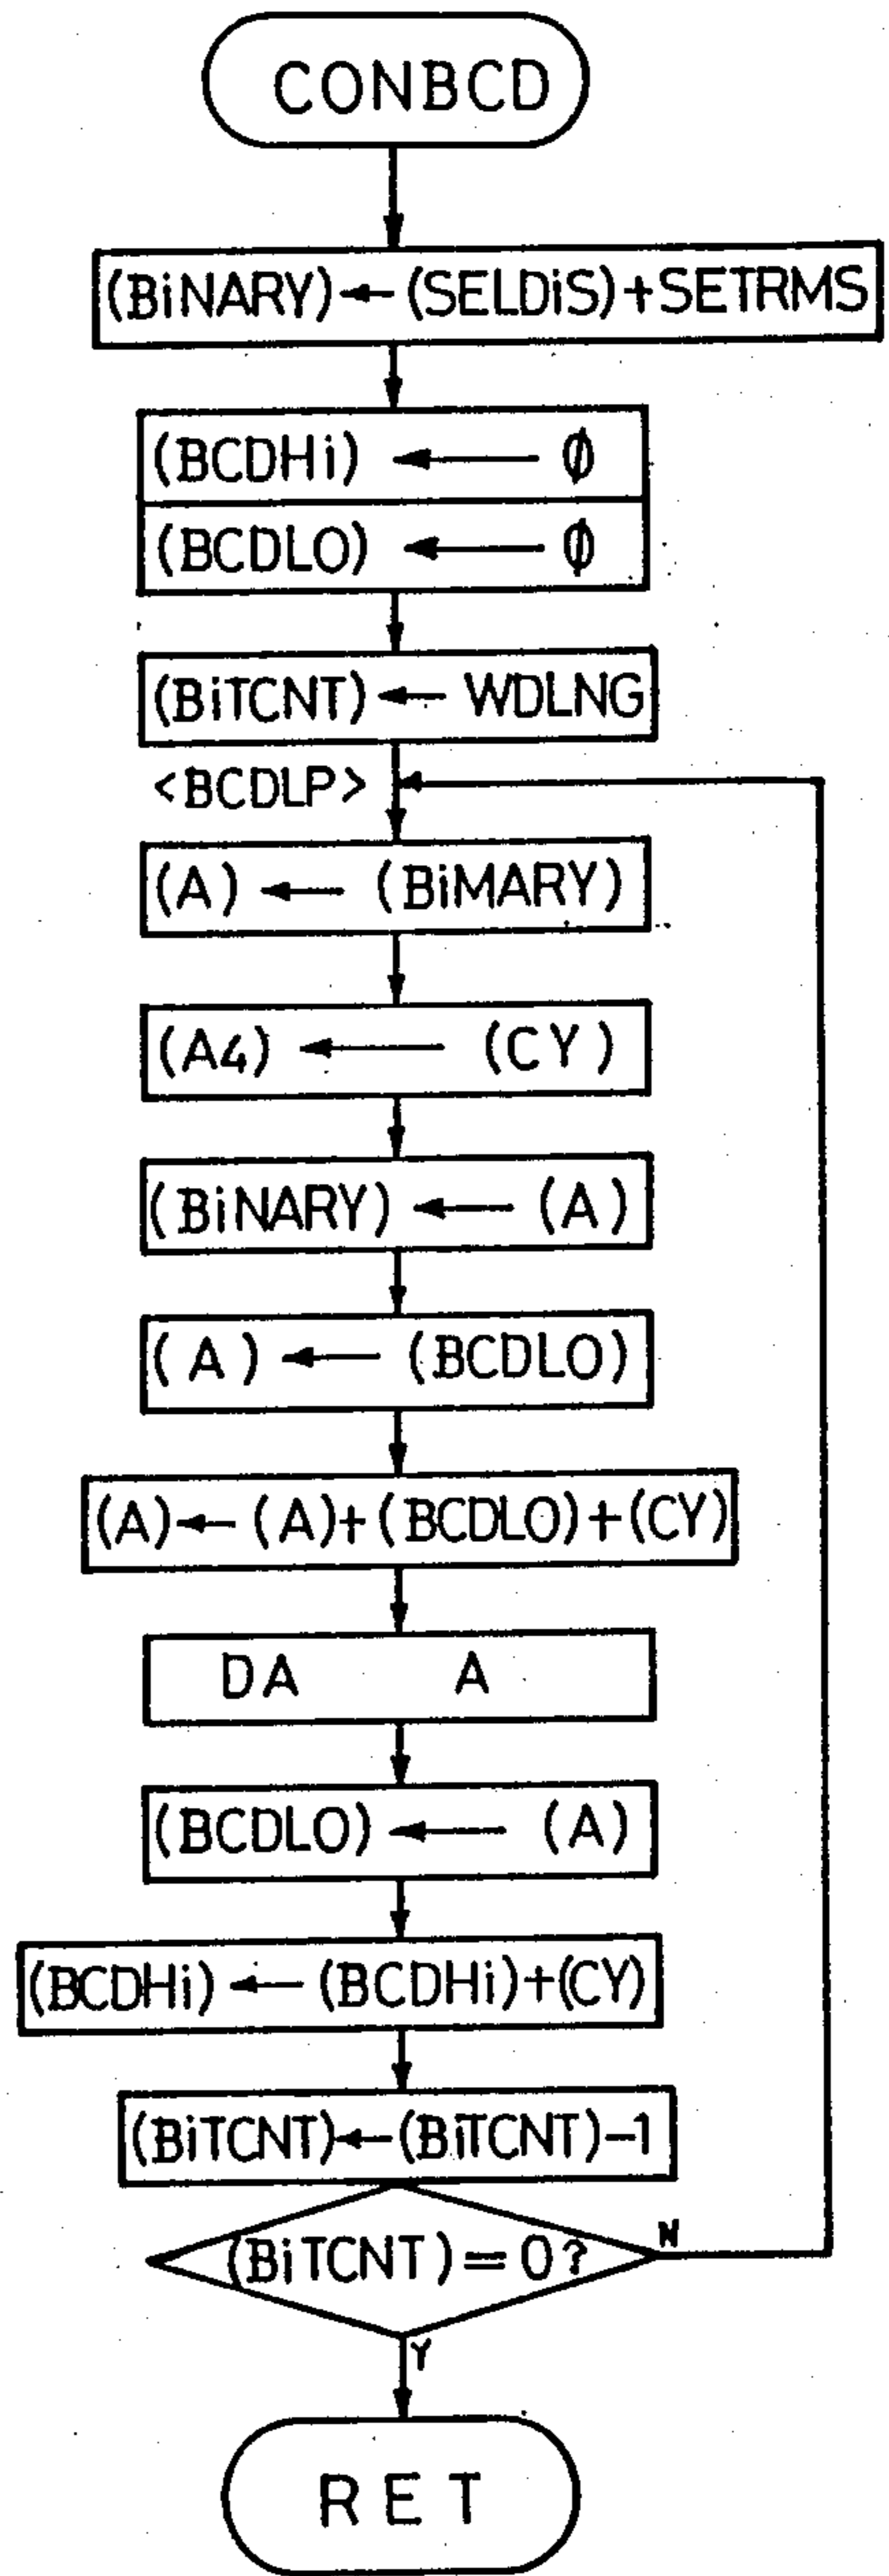 CONBCD
(BiNARY)←(SELDiS)+SETRMS
(BCDHi) ← ∅
(BCDLO) ← ∅
(BiTCNT)← WDLNG
<BCDLP>
(A) ← (BiMARY)
(A4) ← (CY)
(BiNARY) ← (A)
(A) ← (BCDLO)
(A)← (A)+(BCDLO)+(CY)
DA A
(BCDLO) ← (A)
(BCDHi) ← (BCDHi)+(CY)
(BiTCNT)←(BiTCNT)-1
(BiTCNT)=0?
N
Y
RET